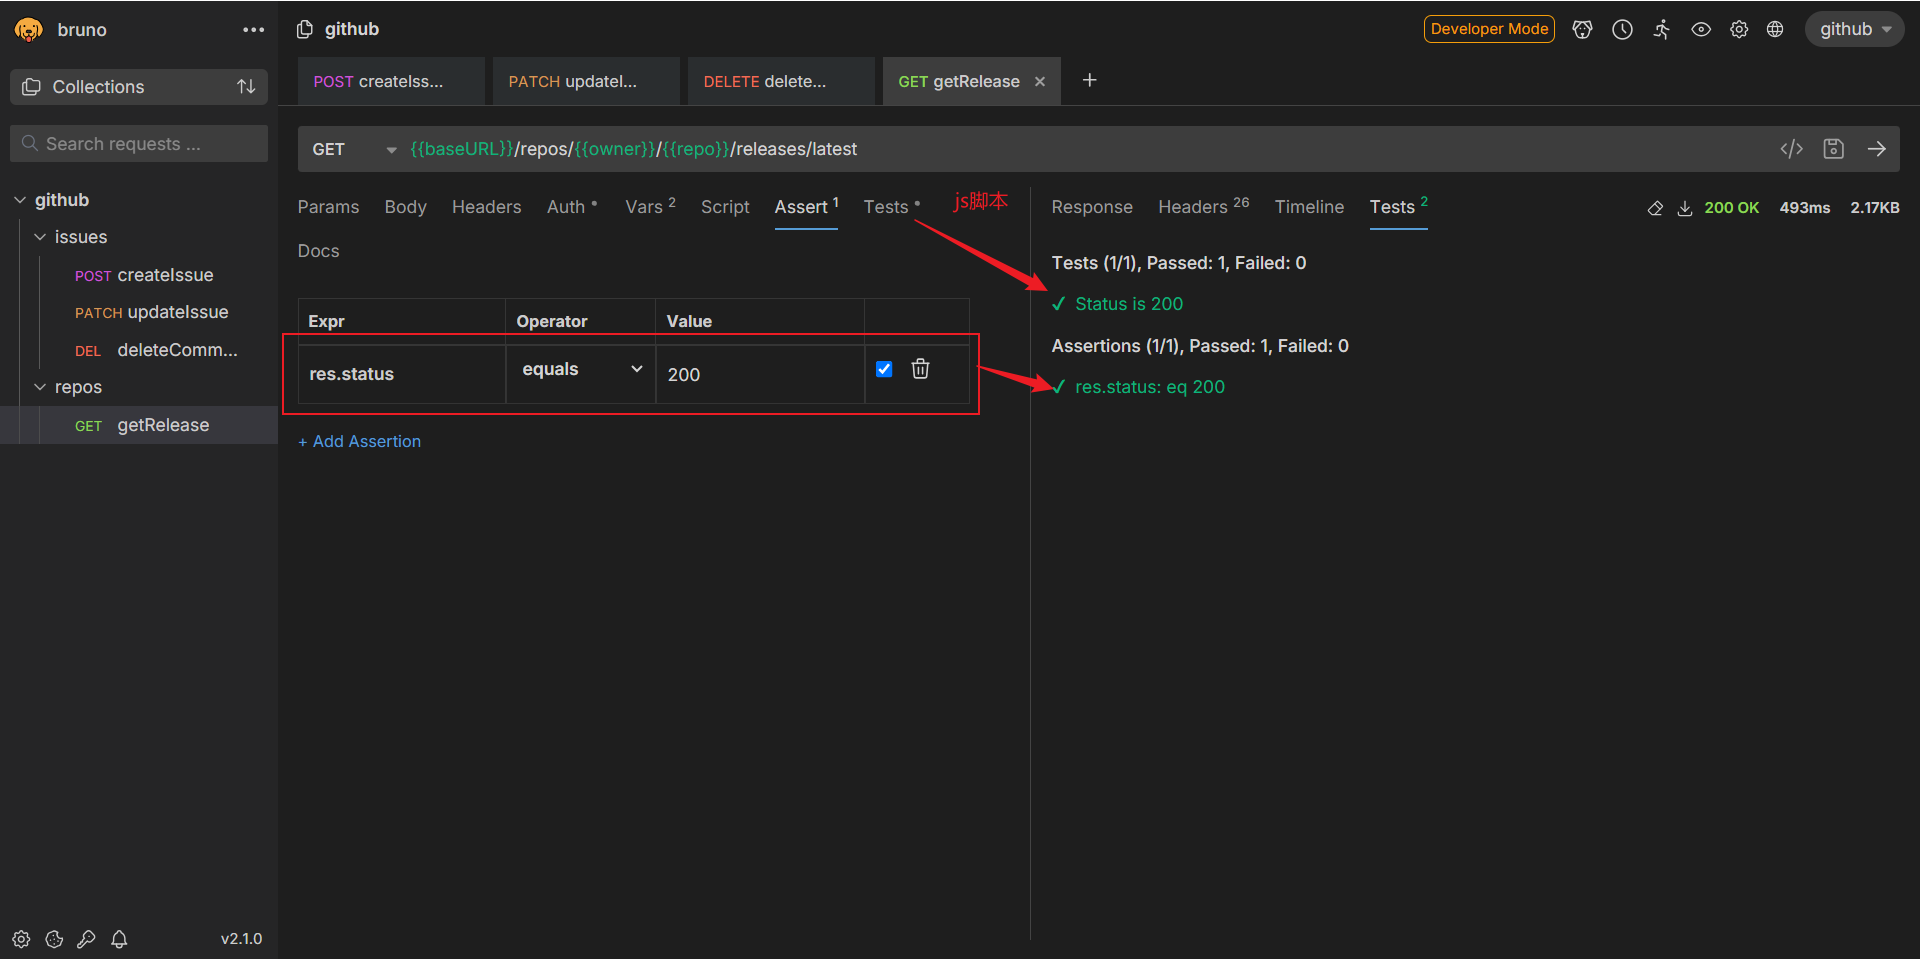 bruno
github
Developer Mode
github
Collections
POST createIss...
PATCH updateI...
DELETE delete...
GET getRelease
Search requests ...
GET
{{baseURL}}/repos/{{owner}}/{{repo}}/releases/latest
github
issues
POST createIssue
PATCH updateIssue
DEL deleteComm...
repos
GET getRelease
Params Body Headers Auth Vars 2 Script Assert 1 Tests
js脚本
Docs
Expr Operator Value
res.status equals 200
+ Add Assertion
Response Headers 26 Timeline Tests 2
200 OK 493ms 2.17KB
Tests (1/1), Passed: 1, Failed: 0
✓ Status is 200
Assertions (1/1), Passed: 1, Failed: 0
✓ res.status: eq 200
v2.1.0